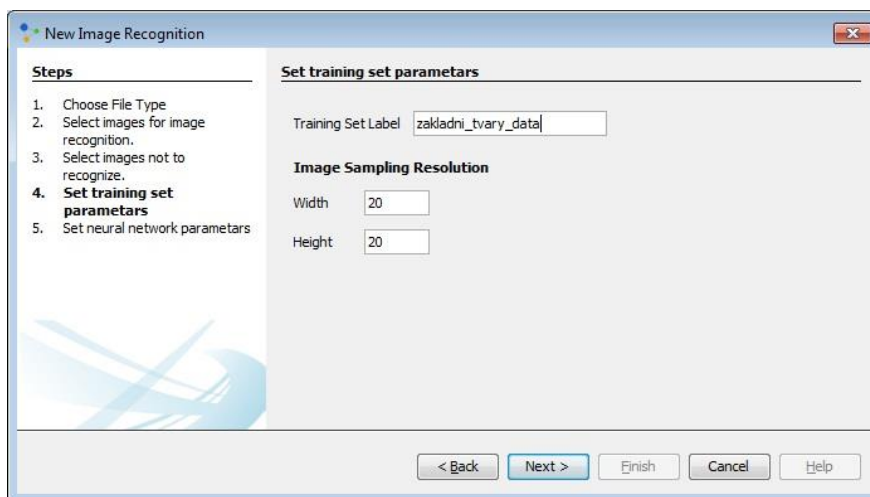 New Image Recognition
Steps
1. Choose File Type
2. Select images for image
recognition.
3. Select images not to
recognize.
4. Set training set
parametars
5. Set neural network parametars
Set training set parametars
Training Set Label zakladni_tvary_data
Image Sampling Resolution
Width 20
Height 20
< Back Next > Finish Cancel Help